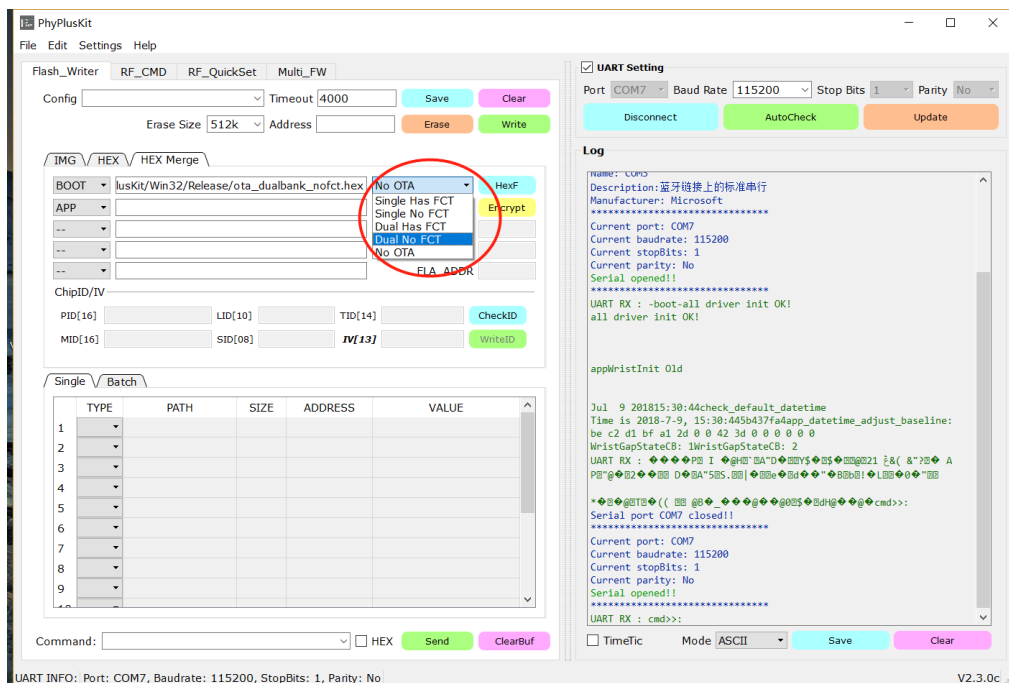 PhyPlusKit
File Edit Settings Help
Flash_Writer RF_CMD RF_QuickSet Multi_FW
Config Timeout 4000 Save Clear
Erase Size 512k Address Erase Write
IMG HEX HEX Merge
BOOT lusKit/Win32/Release/ota_dualbank_nofct.hex No OTA HexF
APP Single Has FCT Encrypt
Single No FCT
-- Dual Has FCT
Dual No FCT
-- No OTA
-- ELA ADDR
ChipID/IV
PID[16] LID[10] TID[14] CheckID
MID[16] SID[08] IV[13] WriteID
Single Batch
TYPE PATH SIZE ADDRESS VALUE
1
2
3
4
5
6
7
8
9
Command: HEX Send ClearBuf
UART INFO: Port: COM7, Baudrate: 115200, StopBits: 1, Parity: No
UART Setting
Port COM7 Baud Rate 115200 Stop Bits 1 Parity No
Disconnect AutoCheck Update
Log
Name: COM5
Description:蓝牙链接上的标准串行
Manufacturer: Microsoft
*******************************
Current port: COM7
Current baudrate: 115200
Current stopBits: 1
Current parity: No
Serial opened!!
*******************************
UART RX : -boot-all driver init OK!
all driver init OK!
appWristInit Old
Jul 9 201815:30:44check_default_datetime
Time is 2018-7-9, 15:30:445b437fa4app_datetime_adjust_baseline:
be c2 d1 bf a1 2d 0 0 42 3d 0 0 0 0 0 0
WristGapStateCB: 1WristGapStateCB: 2
UART RX :
cmd>>:
Serial port COM7 closed!!
*******************************
Current port: COM7
Current baudrate: 115200
Current stopBits: 1
Current parity: No
Serial opened!!
*******************************
UART RX : cmd>>:
TimeTic Mode ASCII Save Clear
V2.3.0c